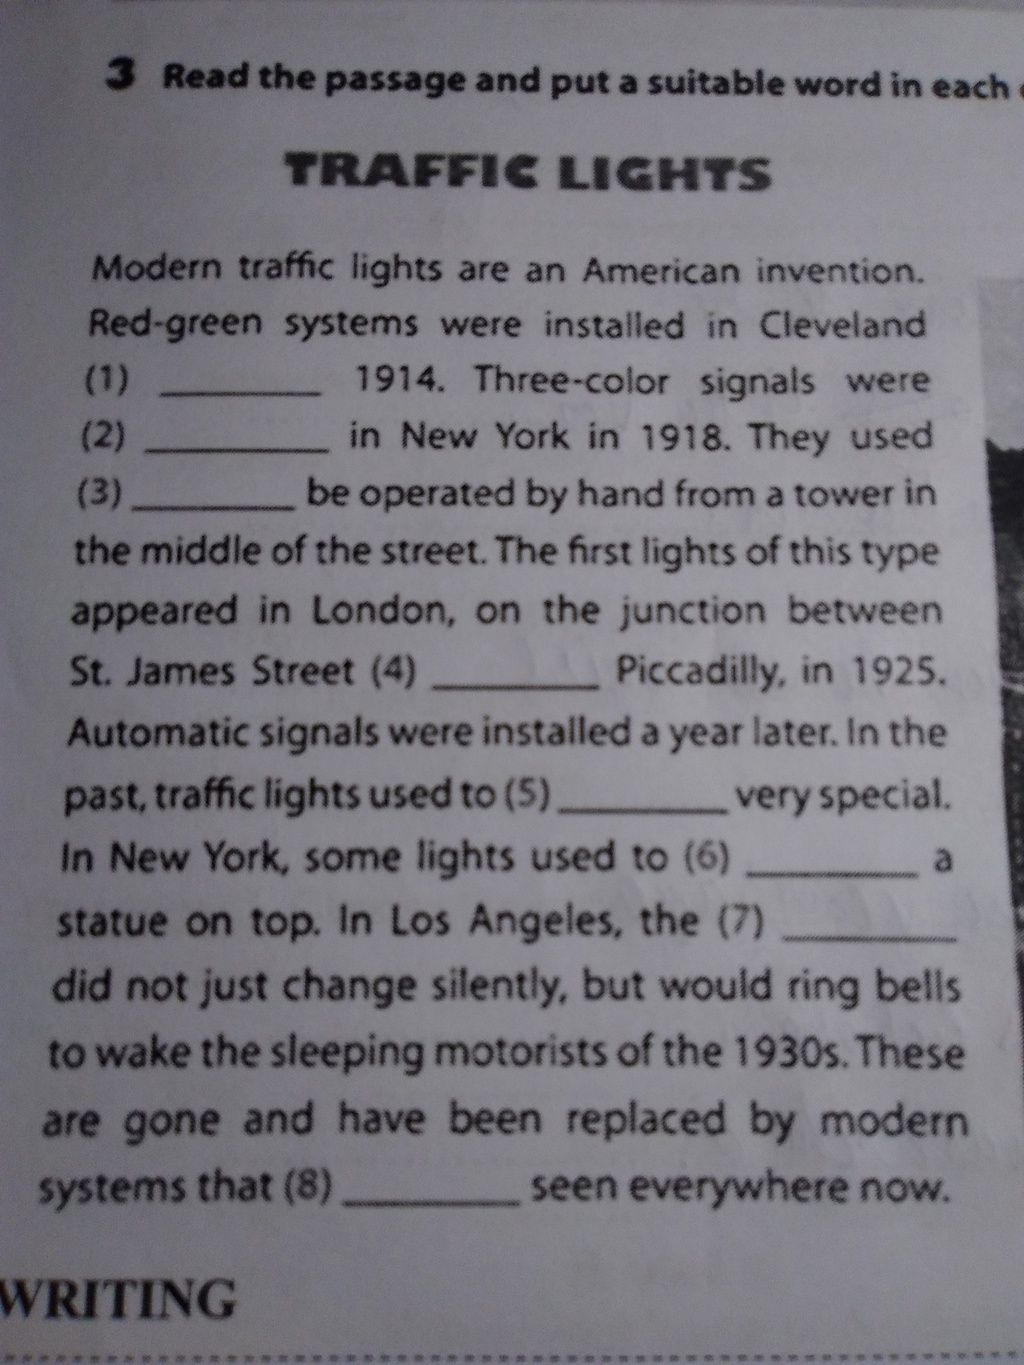 3 Read the passage and put a suitable word in each
TRAFFIC LIGHTS
Modern traffic lights are an American invention.
Red-green systems were installed in Cleveland
(1) ________ 1914. Three-color signals were
(2) ________ in New York in 1918. They used
(3) ________ be operated by hand from a tower in
the middle of the street. The first lights of this type
appeared in London, on the junction between
St. James Street (4) ________ Piccadilly, in 1925.
Automatic signals were installed a year later. In the
past, traffic lights used to (5) ________ very special.
In New York, some lights used to (6) ________ a
statue on top. In Los Angeles, the (7) ________
did not just change silently, but would ring bells
to wake the sleeping motorists of the 1930s. These
are gone and have been replaced by modern
systems that (8) ________ seen everywhere now.
WRITING